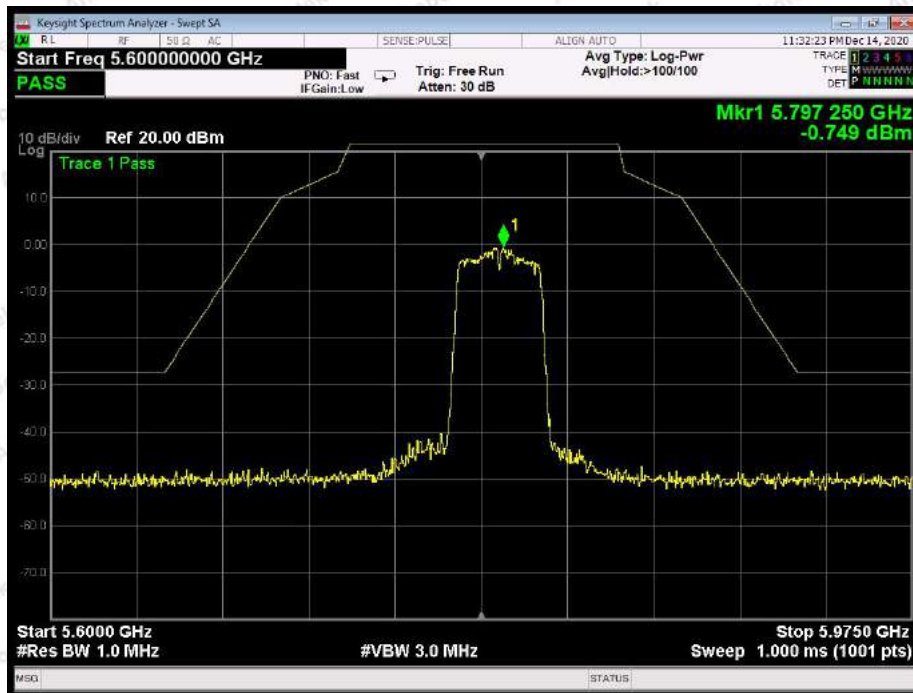 Keysight Spectrum Analyzer - Swept SA
RL RF 50 Ω AC SENSE:PULSE ALIGN AUTO 11:32:23 PM Dec 14, 2020
Start Freq 5.600000000 GHz
PASS
PNO: Fast
IFGain:Low
Trig: Free Run
Atten: 30 dB
Avg Type: Log-Pwr
Avg|Hold:>100/100
TRACE 1 2 3 4 5 6
TYPE M WWWWW
DET P N N N N N
Mkr1 5.797 250 GHz
-0.749 dBm
10 dB/div Ref 20.00 dBm
Log
Trace 1 Pass
10.0
1
0.00
-10.0
-20.0
-30.0
-40.0
-50.0
-60.0
-70.0
Start 5.6000 GHz Stop 5.9750 GHz
#Res BW 1.0 MHz #VBW 3.0 MHz Sweep 1.000 ms (1001 pts)
MSG STATUS